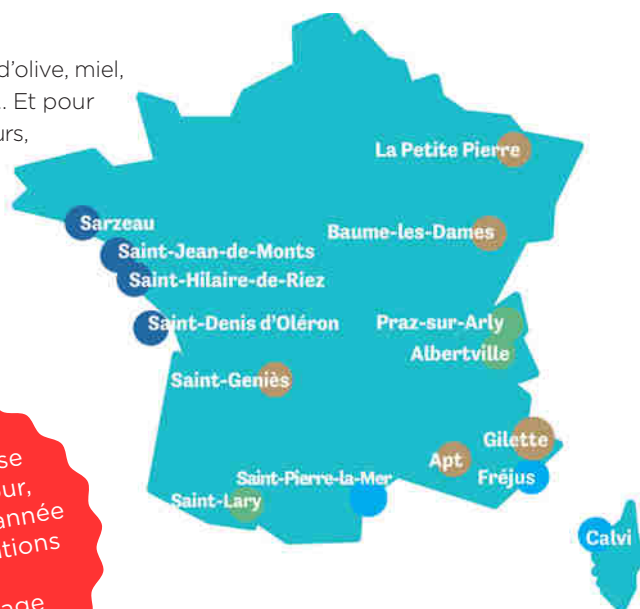 d'olive, miel,
. Et pour
urs,
La Petite Pierre
Sarzeau
Baume-les-Dames
Saint-Jean-de-Monts
Saint-Hilaire-de-Riez
Saint-Denis d'Oléron
Praz-sur-Arly
Albertville
Saint-Geniès
Gilette
Apt
Saint-Pierre-la-Mer
Fréjus
Saint-Lary
Calvi
se
ur,
année
tions
age